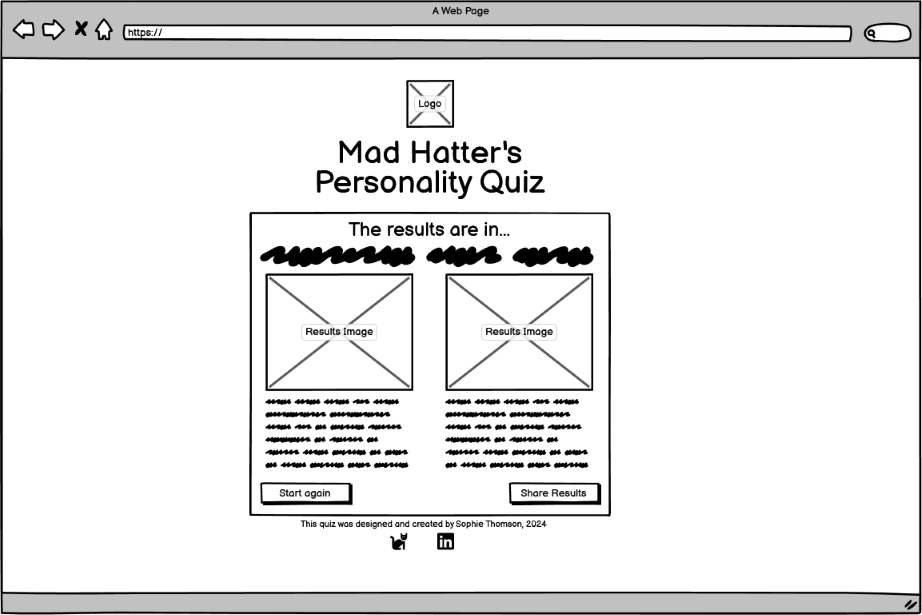 A Web Page
https://
Logo
Mad Hatter's
Personality Quiz
The results are in...
Results Image
Results Image
Start again
Share Results
This quiz was designed and created by Sophie Thomson, 2024
in